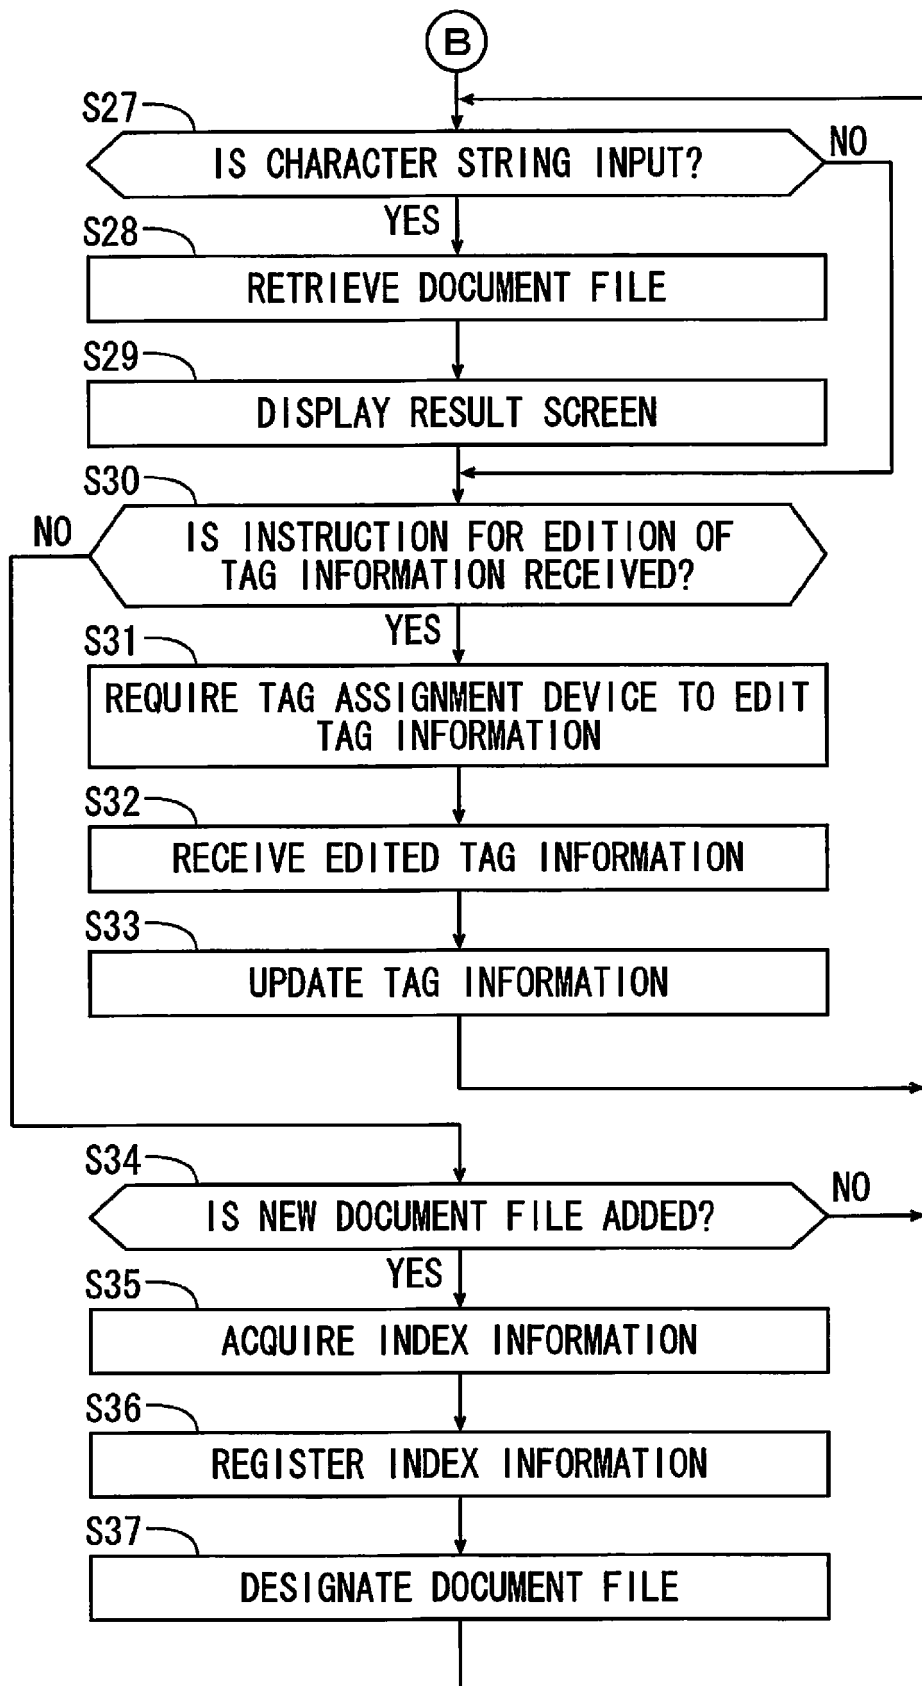 B
S27
IS CHARACTER STRING INPUT?
NO
YES
S28
RETRIEVE DOCUMENT FILE
S29
DISPLAY RESULT SCREEN
S30
NO
IS INSTRUCTION FOR EDITION OF
TAG INFORMATION RECEIVED?
YES
S31
REQUIRE TAG ASSIGNMENT DEVICE TO EDIT
TAG INFORMATION
S32
RECEIVE EDITED TAG INFORMATION
S33
UPDATE TAG INFORMATION
S34
IS NEW DOCUMENT FILE ADDED?
NO
YES
S35
ACQUIRE INDEX INFORMATION
S36
REGISTER INDEX INFORMATION
S37
DESIGNATE DOCUMENT FILE